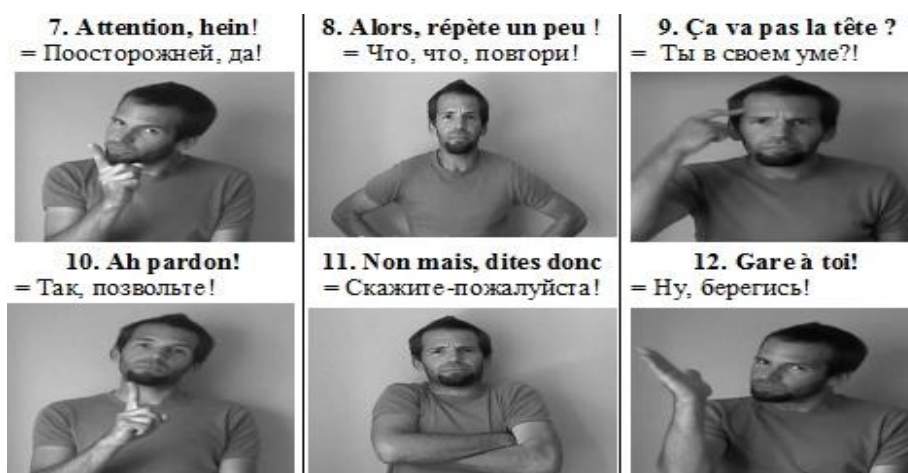 7. Attention, hein!
= Поосторожней, да!
8. Alors, répète un peu !
= Что, что, повтори!
9. Ça va pas la tête ?
= Ты в своем уме?!
10. Ah pardon!
= Так, позвольте!
11. Non mais, dites donc
= Скажите-пожалуйста!
12. Gare à toi!
= Ну, берегись!